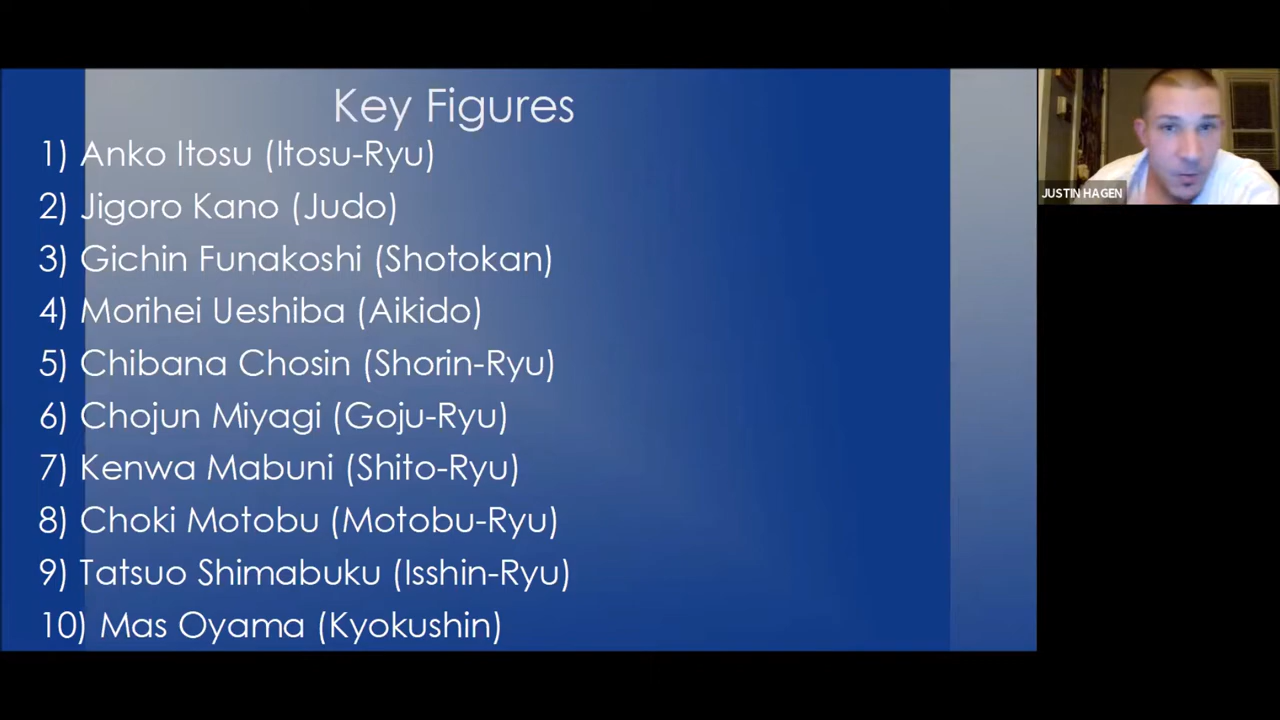 Key Figures
1) Anko Itosu (Itosu-Ryu)
2) Jigoro Kano (Judo)
3) Gichin Funakoshi (Shotokan)
4) Morihei Ueshiba (Aikido)
5) Chibana Chosin (Shorin-Ryu)
6) Chojun Miyagi (Goju-Ryu)
7) Kenwa Mabuni (Shito-Ryu)
8) Choki Motobu (Motobu-Ryu)
9) Tatsuo Shimabuku (Isshin-Ryu)
10) Mas Oyama (Kyokushin)
JUSTIN HAGEN